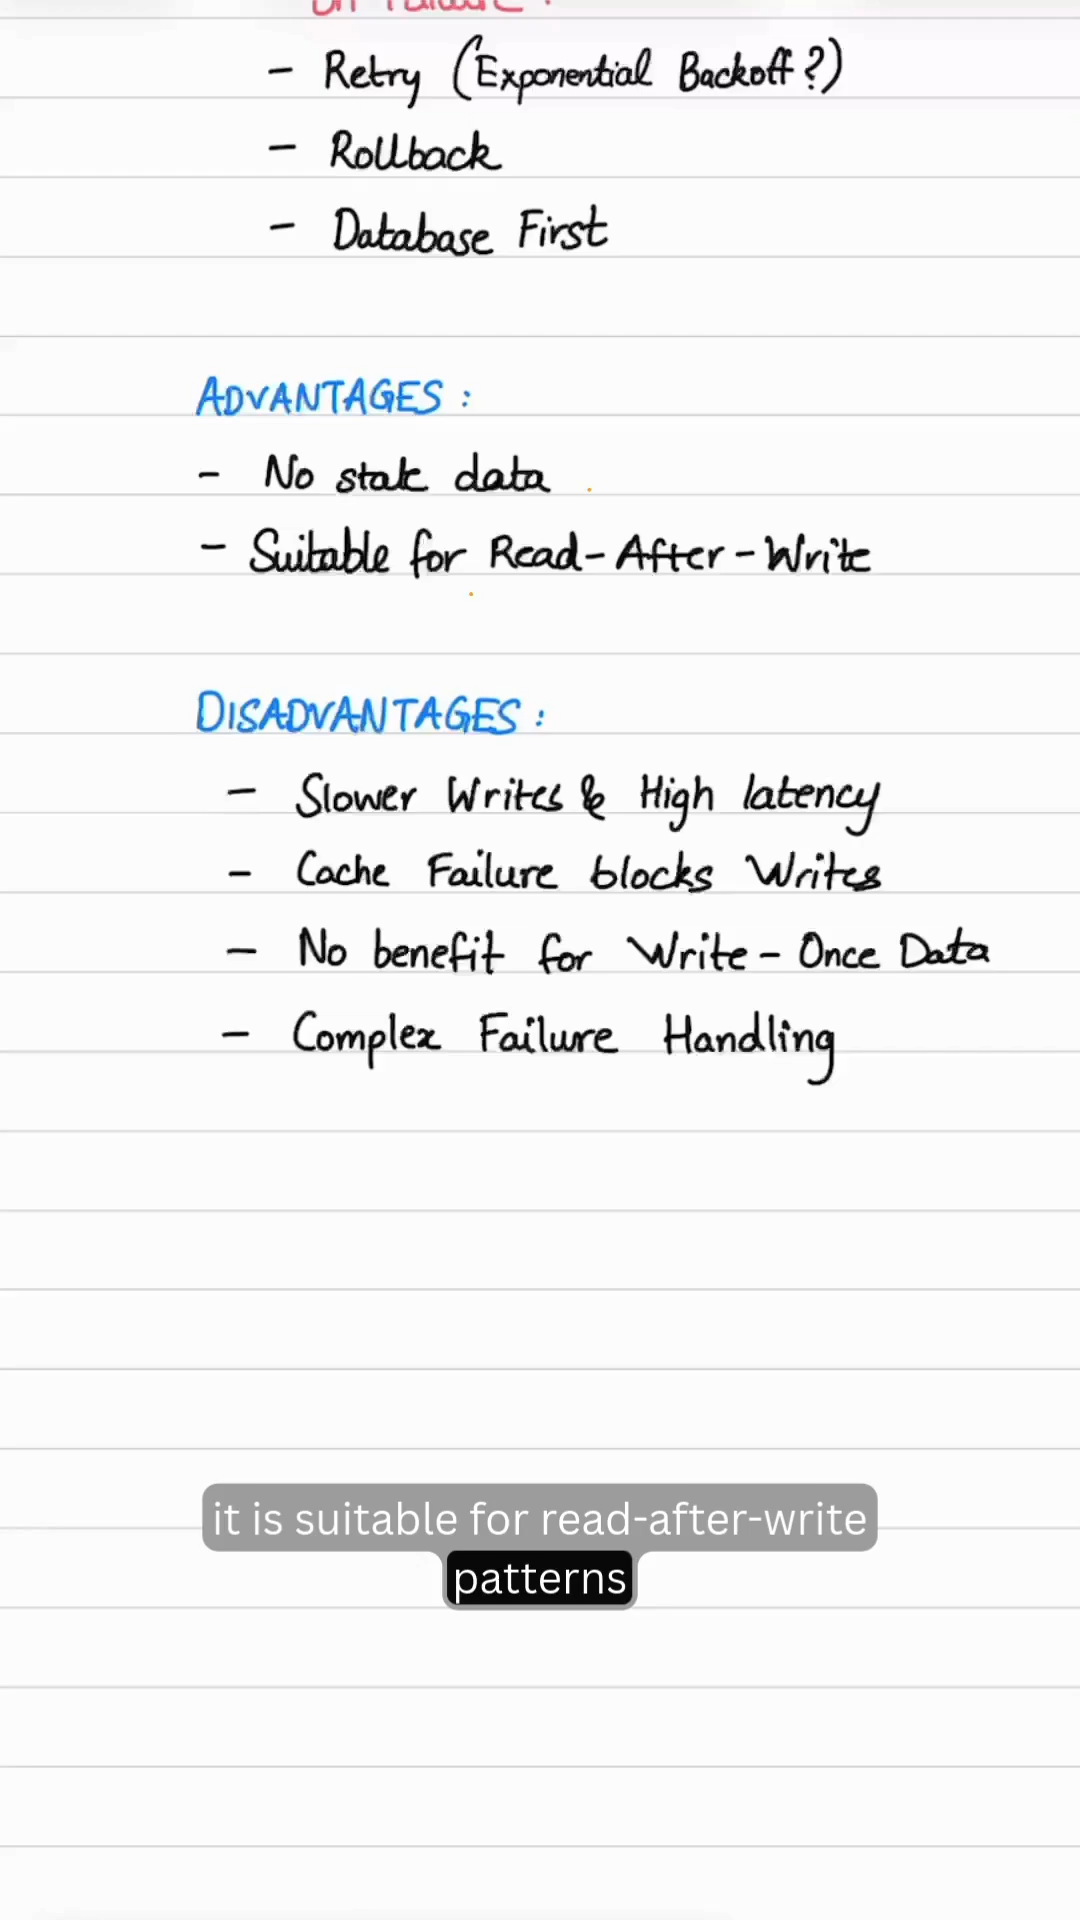 On Failure :
- Retry (Exponential Backoff?)
- Rollback
- Database First
ADVANTAGES :
- No stale data
- Suitable for Read-After-Write
DISADVANTAGES :
- Slower Writes & High latency
- Cache Failure blocks Writes
- No benefit for Write-Once Data
- Complex Failure Handling
it is suitable for read-after-write
patterns